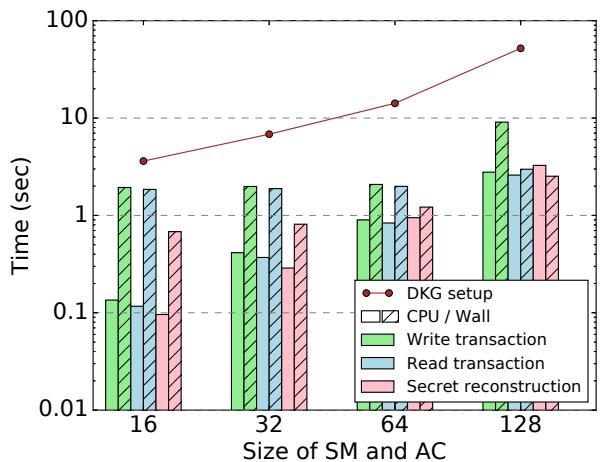 100
10
1
0.1
0.01
Time (sec)
DKG setup
CPU / Wall
Write transaction
Read transaction
Secret reconstruction
16 32 64 128
Size of SM and AC